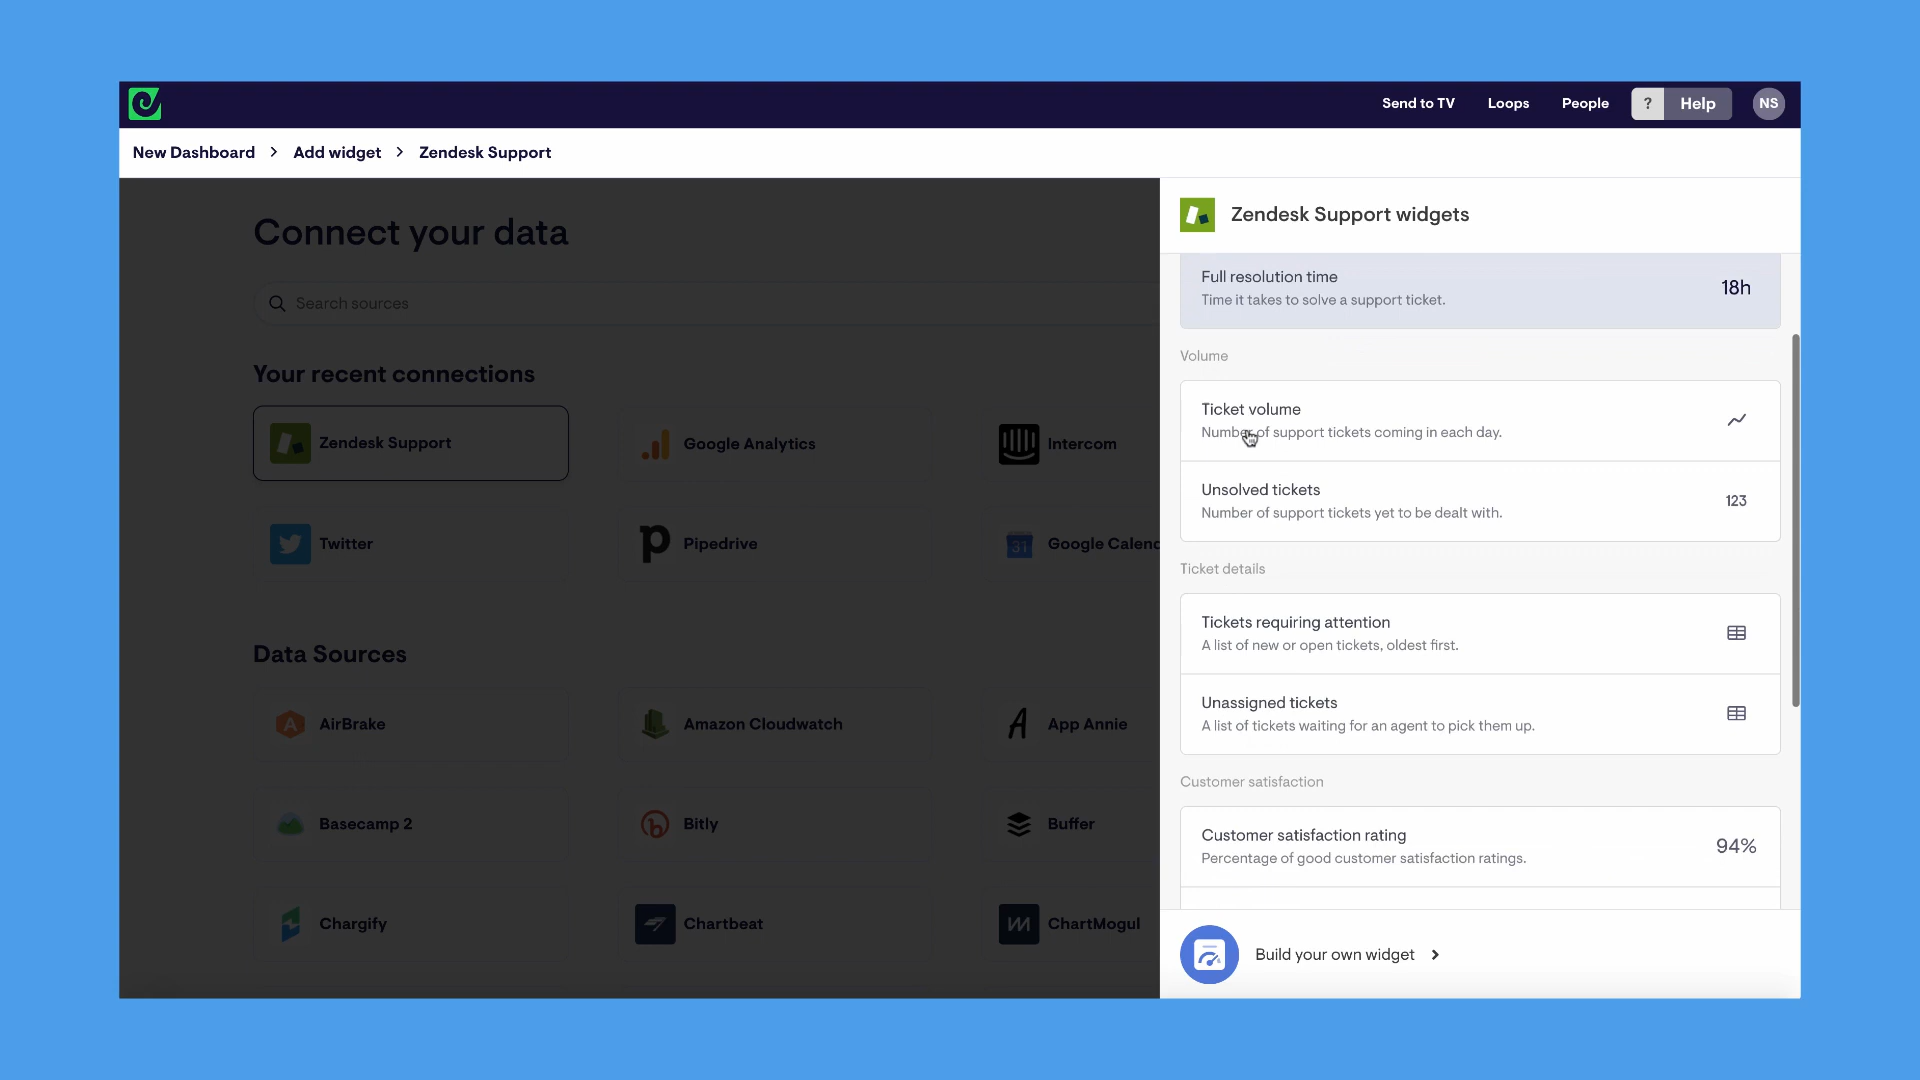 Send to TV
Loops
People
? Help
NS
New Dashboard > Add widget > Zendesk Support
Connect your data
Search sources
Your recent connections
Zendesk Support
Google Analytics
Intercom
Twitter
Pipedrive
31
Google Calenc
Data Sources
AirBrake
Amazon Cloudwatch
App Annie
Basecamp 2
Bitly
Buffer
Chargify
Chartbeat
ChartMogul
Zendesk Support widgets
Full resolution time
Time it takes to solve a support ticket.
18h
Volume
Ticket volume
Number of support tickets coming in each day.
Unsolved tickets
Number of support tickets yet to be dealt with.
123
Ticket details
Tickets requiring attention
A list of new or open tickets, oldest first.
Unassigned tickets
A list of tickets waiting for an agent to pick them up.
Customer satisfaction
Customer satisfaction rating
Percentage of good customer satisfaction ratings.
94%
Build your own widget >